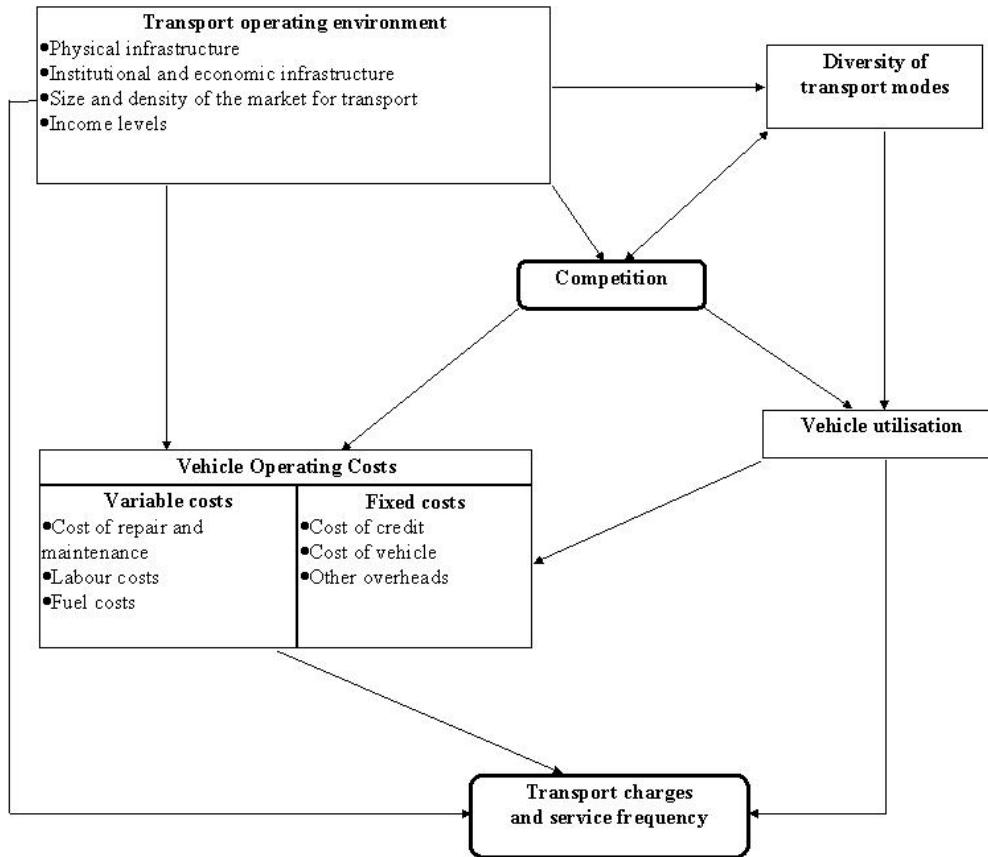 Transport operating environment
●Physical infrastructure
●Institutional and economic infrastructure
●Size and density of the market for transport
●Income levels
Diversity of
transport modes
Competition
Vehicle utilisation
Vehicle Operating Costs
Variable costs
●Cost of repair and
maintenance
●Labour costs
●Fuel costs
Fixed costs
●Cost of credit
●Cost of vehicle
●Other overheads
Transport charges
and service frequency